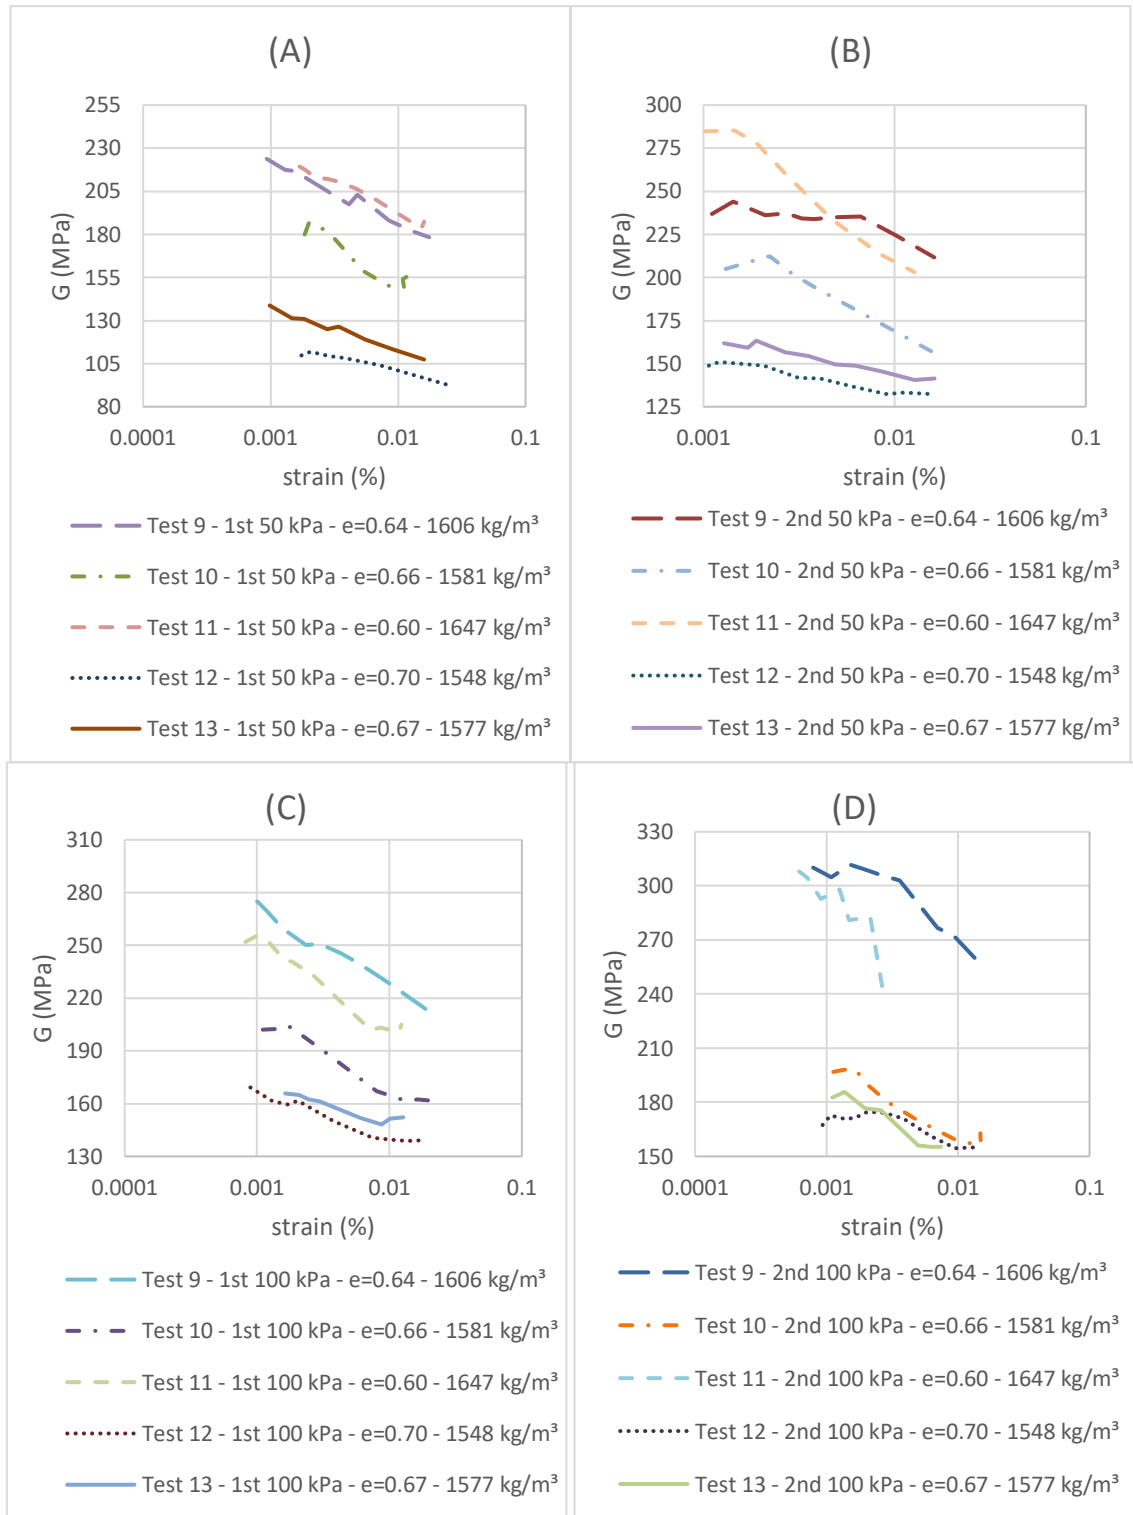 (A)
255
230
205
180
155
130
105
80
G (MPa)
0.0001
0.001
0.01
0.1
strain (%)
Test 9 - 1st 50 kPa - e=0.64 - 1606 kg/m³
Test 10 - 1st 50 kPa - e=0.66 - 1581 kg/m³
Test 11 - 1st 50 kPa - e=0.60 - 1647 kg/m³
Test 12 - 1st 50 kPa - e=0.70 - 1548 kg/m³
Test 13 - 1st 50 kPa - e=0.67 - 1577 kg/m³
(B)
300
275
250
225
200
175
150
125
G (MPa)
0.001
0.01
0.1
strain (%)
Test 9 - 2nd 50 kPa - e=0.64 - 1606 kg/m³
Test 10 - 2nd 50 kPa - e=0.66 - 1581 kg/m³
Test 11 - 2nd 50 kPa - e=0.60 - 1647 kg/m³
Test 12 - 2nd 50 kPa - e=0.70 - 1548 kg/m³
Test 13 - 2nd 50 kPa - e=0.67 - 1577 kg/m³
(C)
310
280
250
220
190
160
130
G (MPa)
0.0001
0.001
0.01
0.1
strain (%)
Test 9 - 1st 100 kPa - e=0.64 - 1606 kg/m³
Test 10 - 1st 100 kPa - e=0.66 - 1581 kg/m³
Test 11 - 1st 100 kPa - e=0.60 - 1647 kg/m³
Test 12 - 1st 100 kPa - e=0.70 - 1548 kg/m³
Test 13 - 1st 100 kPa - e=0.67 - 1577 kg/m³
(D)
330
300
270
240
210
180
150
G (MPa)
0.0001
0.001
0.01
0.1
strain (%)
Test 9 - 2nd 100 kPa - e=0.64 - 1606 kg/m³
Test 10 - 2nd 100 kPa - e=0.66 - 1581 kg/m³
Test 11 - 2nd 100 kPa - e=0.60 - 1647 kg/m³
Test 12 - 2nd 100 kPa - e=0.70 - 1548 kg/m³
Test 13 - 2nd 100 kPa - e=0.67 - 1577 kg/m³